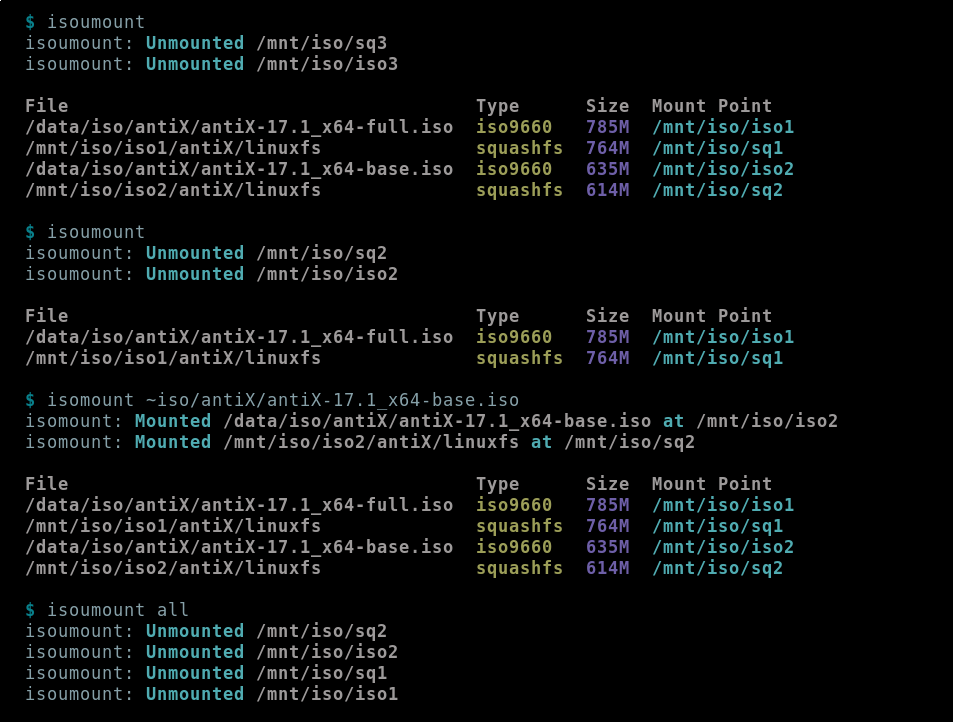 $ isoumount
isoumount: Unmounted /mnt/iso/sq3
isoumount: Unmounted /mnt/iso/iso3
File Type Size Mount Point
/data/iso/antiX/antiX-17.1_x64-full.iso iso9660 785M /mnt/iso/iso1
/mnt/iso/iso1/antiX/linuxfs squashfs 764M /mnt/iso/sq1
/data/iso/antiX/antiX-17.1_x64-base.iso iso9660 635M /mnt/iso/iso2
/mnt/iso/iso2/antiX/linuxfs squashfs 614M /mnt/iso/sq2
$ isoumount
isoumount: Unmounted /mnt/iso/sq2
isoumount: Unmounted /mnt/iso/iso2
File Type Size Mount Point
/data/iso/antiX/antiX-17.1_x64-full.iso iso9660 785M /mnt/iso/iso1
/mnt/iso/iso1/antiX/linuxfs squashfs 764M /mnt/iso/sq1
$ isomount ~iso/antiX/antiX-17.1_x64-base.iso
isomount: Mounted /data/iso/antiX/antiX-17.1_x64-base.iso at /mnt/iso/iso2
isomount: Mounted /mnt/iso/iso2/antiX/linuxfs at /mnt/iso/sq2
File Type Size Mount Point
/data/iso/antiX/antiX-17.1_x64-full.iso iso9660 785M /mnt/iso/iso1
/mnt/iso/iso1/antiX/linuxfs squashfs 764M /mnt/iso/sq1
/data/iso/antiX/antiX-17.1_x64-base.iso iso9660 635M /mnt/iso/iso2
/mnt/iso/iso2/antiX/linuxfs squashfs 614M /mnt/iso/sq2
$ isoumount all
isoumount: Unmounted /mnt/iso/sq2
isoumount: Unmounted /mnt/iso/iso2
isoumount: Unmounted /mnt/iso/sq1
isoumount: Unmounted /mnt/iso/iso1